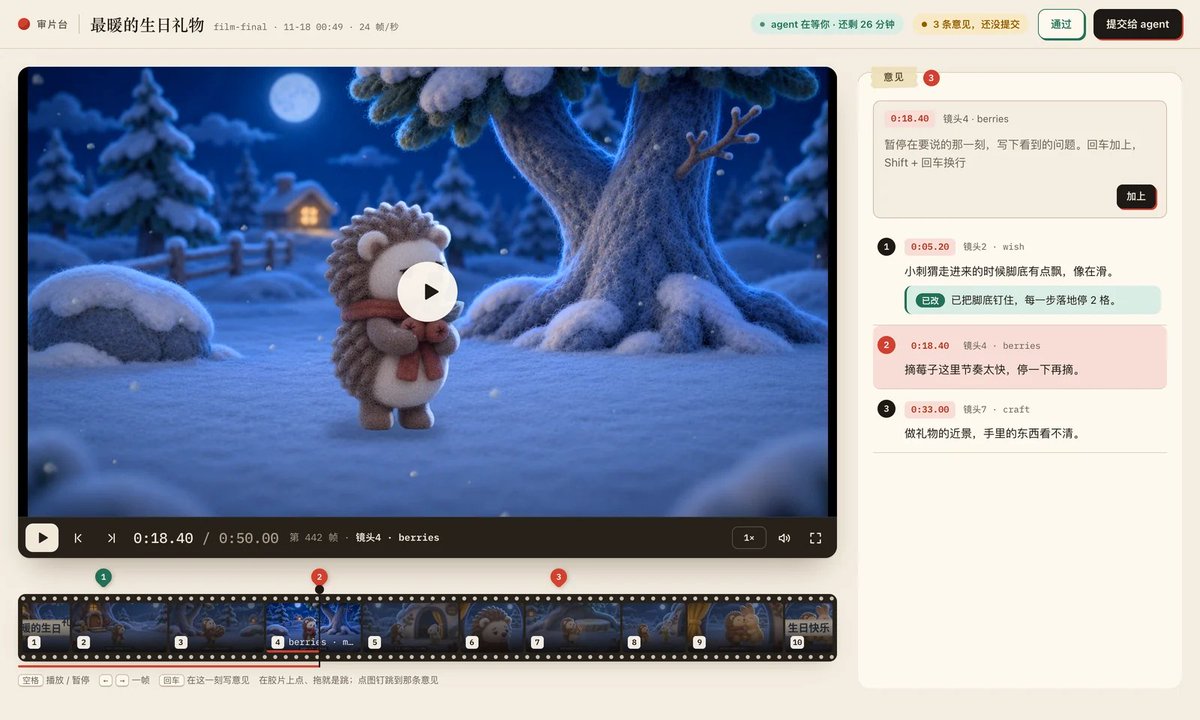 审片台
最暖的生日礼物
film-final · 11-18 00:49 · 24 帧/秒
agent 在等你 · 还剩 26 分钟
3 条意见，还没提交
通过
提交给 agent
意见
3
0:18.40 镜头4 · berries
暂停在要说的那一刻，写下看到的问题。回车加上，
Shift + 回车换行
加上
1 0:05.20 镜头2 · wish
小刺猬走进来的时候脚底有点飘，像在滑。
已改 已把脚底钉住，每一步落地停 2 格。
2 0:18.40 镜头4 · berries
摘莓子这里节奏太快，停一下再摘。
3 0:33.00 镜头7 · craft
做礼物的近景，手里的东西看不清。
0:18.40 / 0:50.00 第 442 帧 · 镜头4 · berries
1×
1 2 3
暖的生日礼
生日快乐
1 2 3 4 berries · m… 5 6 7 8 9 10
空格 播放 / 暂停 ← → 一帧 回车 在这一刻写意见 在胶片上点、拖就是跳；点图钉跳到那条意见